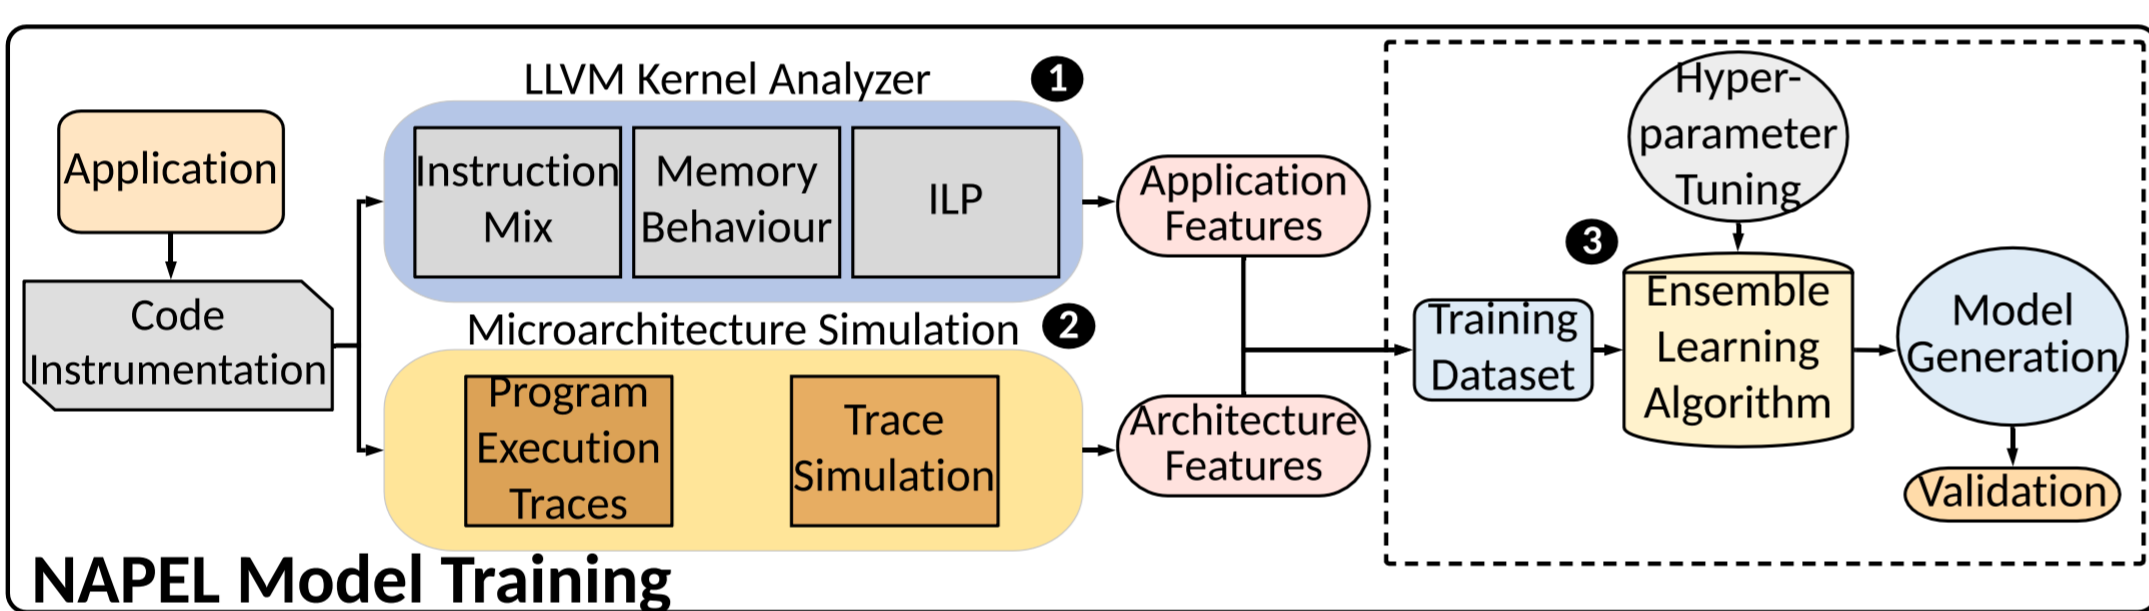 LLVM Kernel Analyzer
1
Application
Instruction
Mix
Memory
Behaviour
ILP
Application
Features
Code
Instrumentation
Microarchitecture Simulation
2
Program
Execution
Traces
Trace
Simulation
Architecture
Features
Hyper-
parameter
Tuning
3
Training
Dataset
Ensemble
Learning
Algorithm
Model
Generation
Validation
NAPEL Model Training